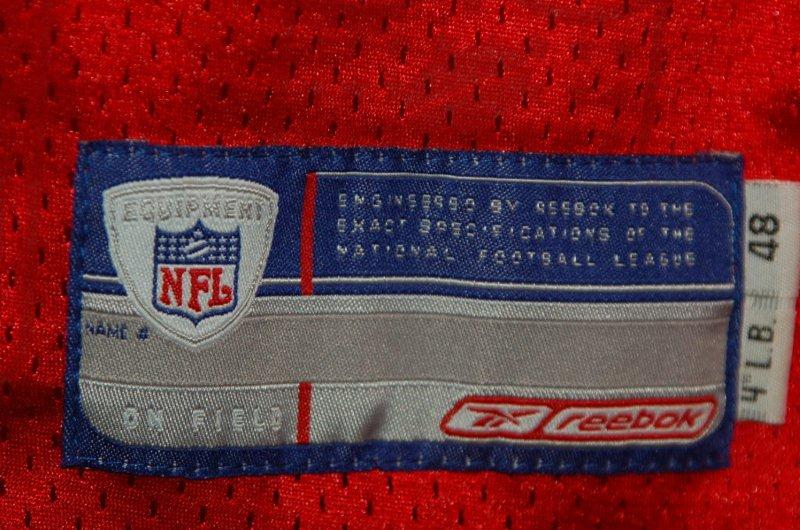 EQUIPMENT
NFL
ENGINEERED BY REEBOK TO THE
EXACT SPECIFICATIONS OF THE
NATIONAL FOOTBALL LEAGUE
NAME #
ON FIELD
reebok
48
4" L.B.